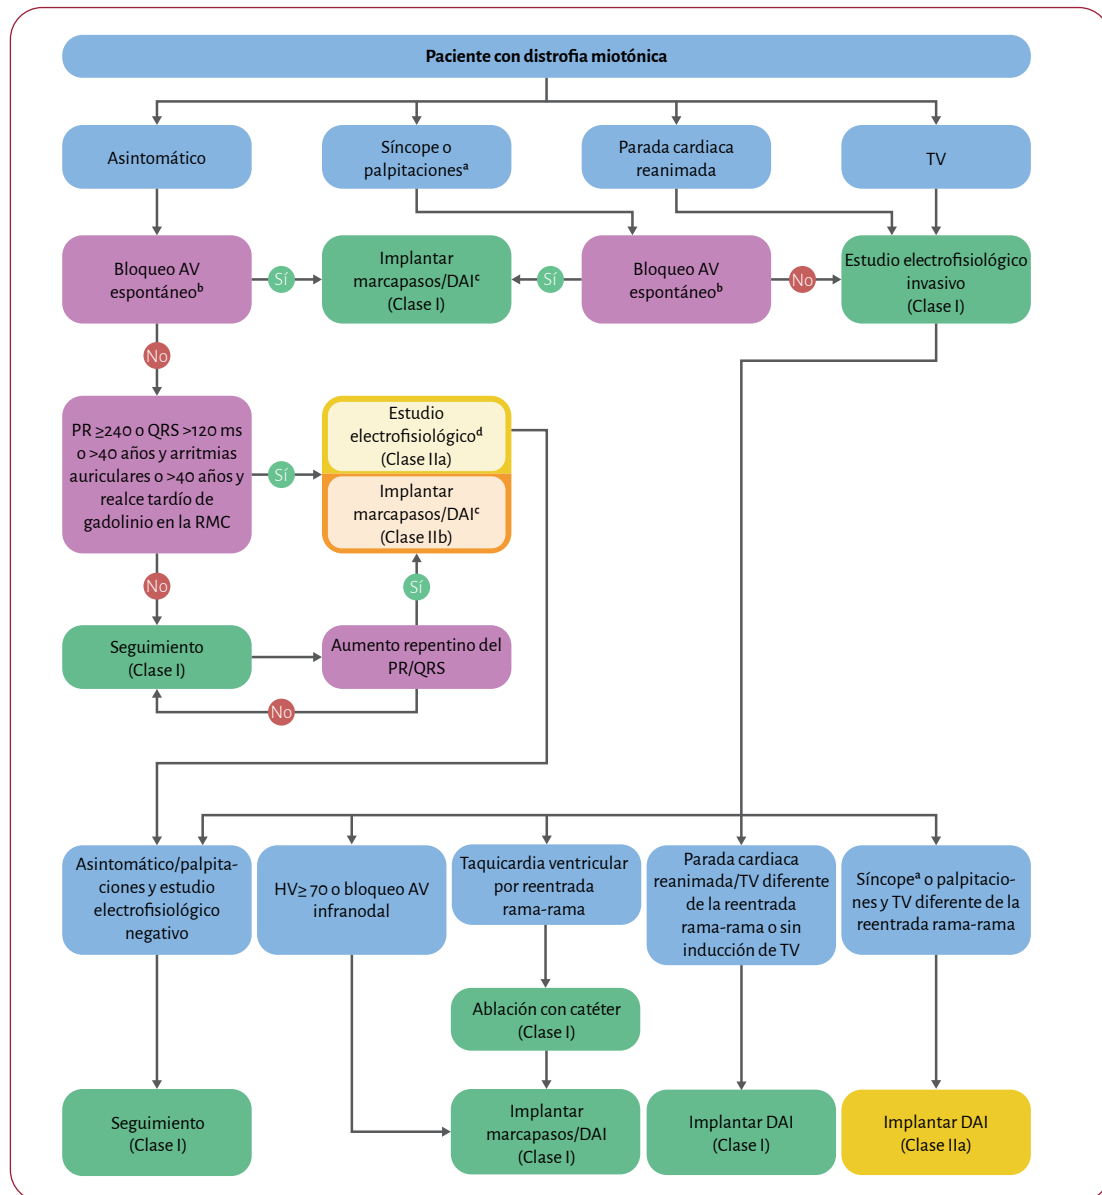 Paciente con distrofia miotónica
Asintomático
Síncope o
palpitacionesª
Parada cardiaca
reanimada
TV
Bloqueo AV
espontáneoᵇ
Sí
Implantar
marcapasos/DAIᶜ
(Clase I)
Sí
Bloqueo AV
espontáneoᵇ
No
Estudio electrofisiológico
invasivo
(Clase I)
No
PR ≥240 o QRS >120 ms
o >40 años y arritmias
auriculares o >40 años y
realce tardío de
gadolinio en la RMC
Sí
Estudio
electrofisiológicoᵈ
(Clase IIa)
Implantar
marcapasos/DAIᶜ
(Clase IIb)
No
Sí
Seguimiento
(Clase I)
Aumento repentino del
PR/QRS
No
Asintomático/palpita-
ciones y estudio
electrofisiológico
negativo
HV≥ 70 o bloqueo AV
infranodal
Taquicardia ventricular
por reentrada
rama-rama
Parada cardiaca
reanimada/TV diferente
de la reentrada
rama-rama o sin
inducción de TV
Síncopeª o palpitacio-
nes y TV diferente de la
reentrada rama-rama
Ablación con catéter
(Clase I)
Seguimiento
(Clase I)
Implantar
marcapasos/DAI
(Clase I)
Implantar DAI
(Clase I)
Implantar DAI
(Clase IIa)